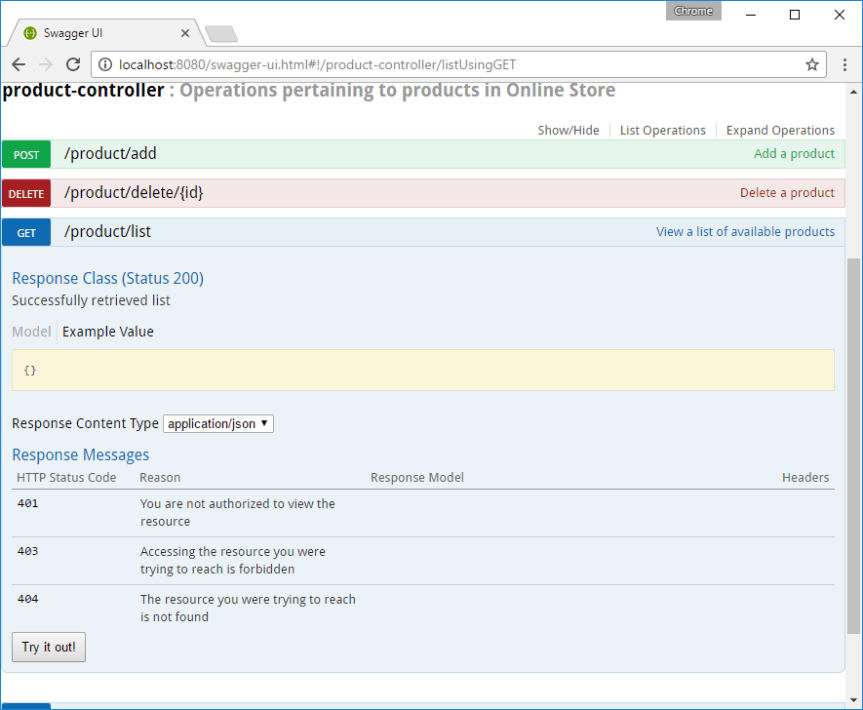 Chrome
Swagger UI
localhost:8080/swagger-ui.html#!/product-controller/listUsingGET
product-controller : Operations pertaining to products in Online Store
Show/Hide List Operations Expand Operations
POST /product/add Add a product
DELETE /product/delete/{id} Delete a product
GET /product/list View a list of available products
Response Class (Status 200)
Successfully retrieved list
Model Example Value
{}
Response Content Type application/json
Response Messages
HTTP Status Code Reason Response Model Headers
401 You are not authorized to view the
resource
403 Accessing the resource you were
trying to reach is forbidden
404 The resource you were trying to reach
is not found
Try it out!